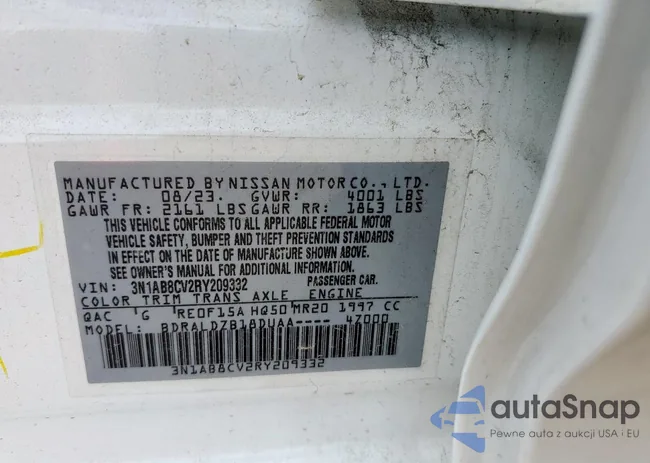 MANUFACTURED BY NISSAN MOTOR CO., LTD.
DATE: 08/23. GVWR: 4001 LBS
GAWR FR: 2161 LBS GAWR RR: 1863 LBS
THIS VEHICLE CONFORMS TO ALL APPLICABLE FEDERAL MOTOR
VEHICLE SAFETY, BUMPER AND THEFT PREVENTION STANDARDS
IN EFFECT ON THE DATE OF MANUFACTURE SHOWN ABOVE.
SEE OWNER'S MANUAL FOR ADDITIONAL INFORMATION.
VIN: 3N1AB8CV2RY209332 PASSENGER CAR.
COLOR TRIM TRANS AXLE ENGINE
QAC G RE0F15A HQ50 MR20 1997 CC
MODEL: BDRALDZB18DUAA---- 47000
3N1AB8CV2RY209332
autaSnap
Pewne auta z aukcji USA i EU